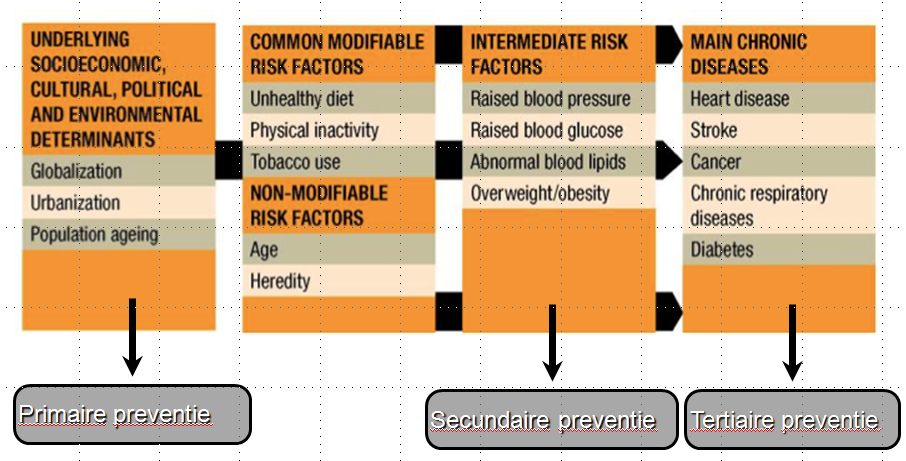 UNDERLYING
SOCIOECONOMIC,
CULTURAL, POLITICAL
AND ENVIRONMENTAL
DETERMINANTS
Globalization
Urbanization
Population ageing
COMMON MODIFIABLE
RISK FACTORS
Unhealthy diet
Physical inactivity
Tobacco use
NON-MODIFIABLE
RISK FACTORS
Age
Heredity
INTERMEDIATE RISK
FACTORS
Raised blood pressure
Raised blood glucose
Abnormal blood lipids
Overweight/obesity
MAIN CHRONIC
DISEASES
Heart disease
Stroke
Cancer
Chronic respiratory
diseases
Diabetes
Primaire preventie
Secundaire preventie
Tertiaire preventie